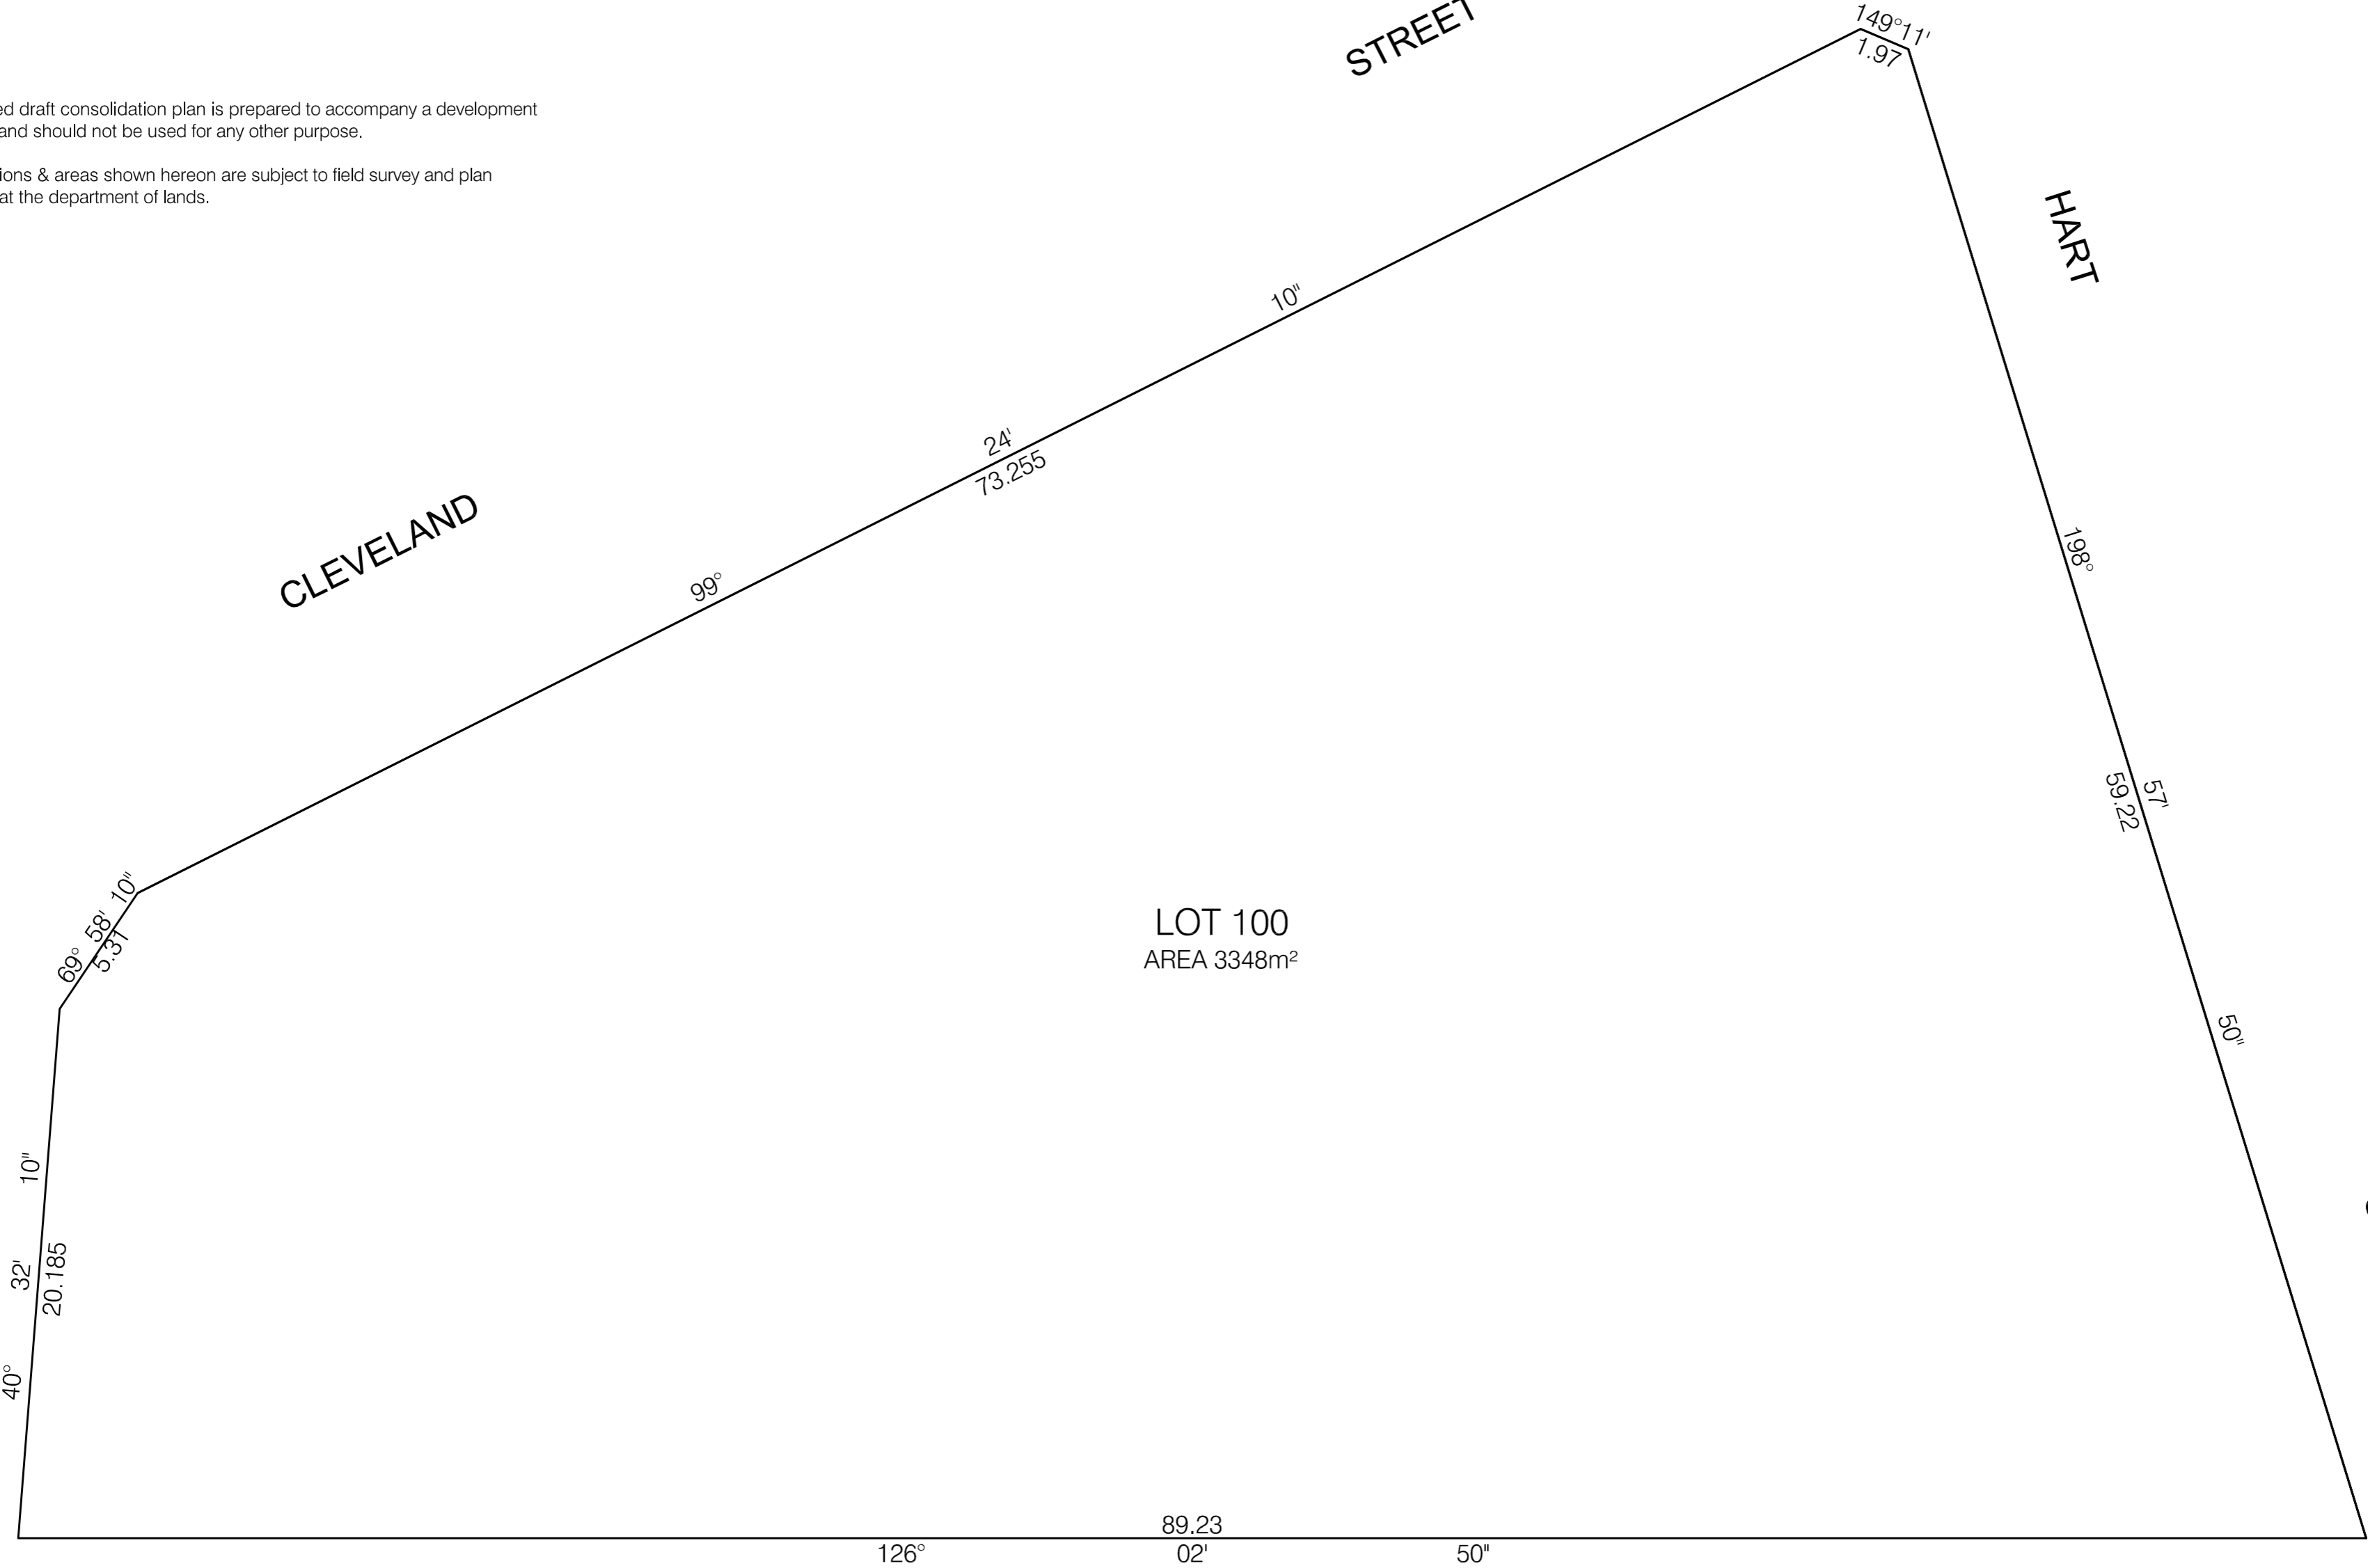 STREET
149°11'
1.97
ed draft consolidation plan is prepared to accompany a development
and should not be used for any other purpose.
ions & areas shown hereon are subject to field survey and plan
at the department of lands.
HART
10"
24'
73.255
CLEVELAND
99°
198°
57'
59.22
69° 58' 10"
5.31
LOT 100
AREA 3348m²
50"
40° 32' 10"
20.185
89.23
126° 02' 50"